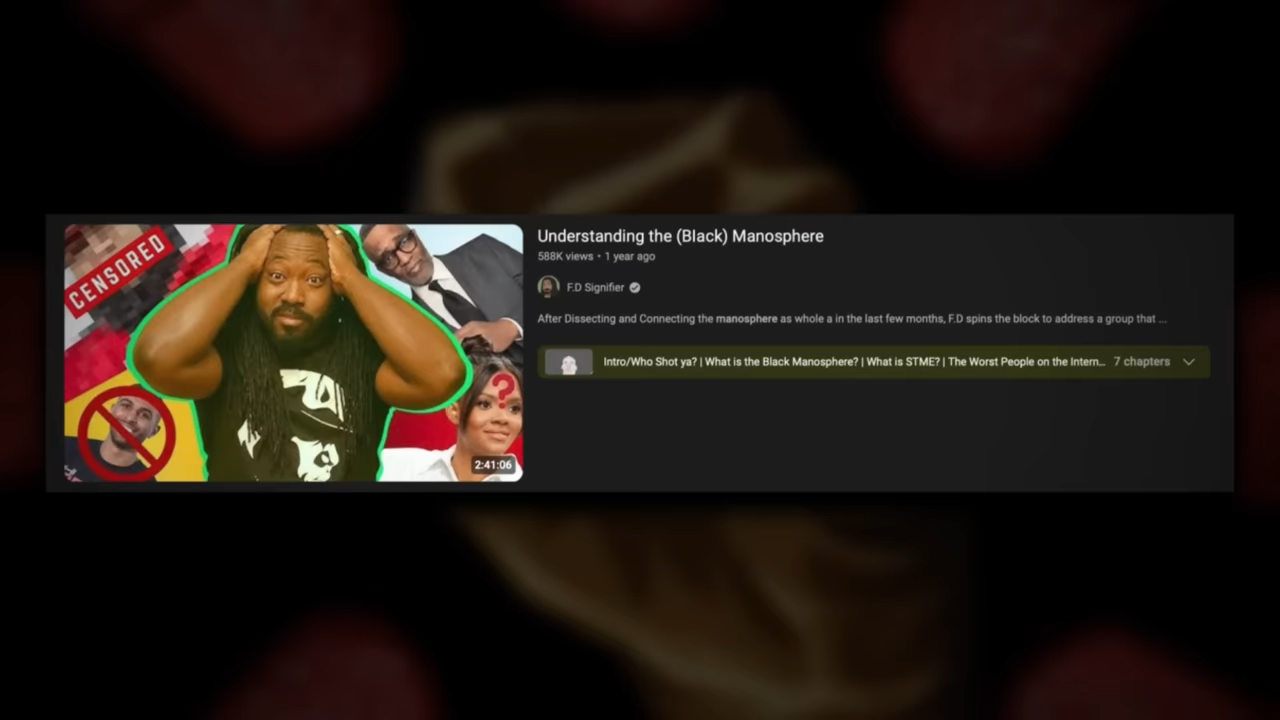 CENSORED
?
2:41:06
Understanding the (Black) Manosphere
588K views • 1 year ago
F.D Signifier
After Dissecting and Connecting the manosphere as whole a in the last few months, F.D spins the block to address a group that ...
Intro/Who Shot ya? | What is the Black Manosphere? | What is STME? | The Worst People on the Intern... 7 chapters